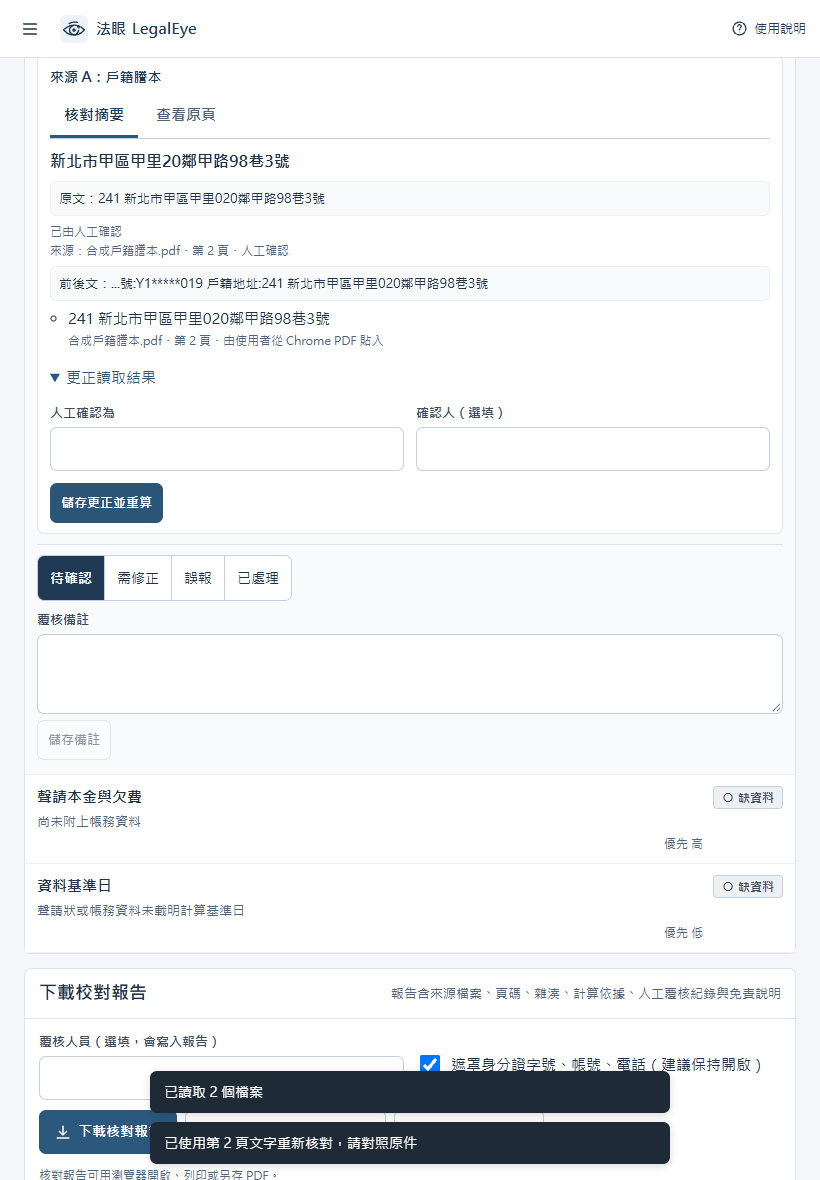 法眼 LegalEye
使用說明
來源 A：戶籍謄本
核對摘要 查看原頁
新北市甲區甲里20鄰甲路98巷3號
原文：241 新北市甲區甲里020鄰甲路98巷3號
已由人工確認
來源：合成戶籍謄本.pdf · 第 2 頁 · 人工確認
前後文：...號:Y1*****019 戶籍地址:241 新北市甲區甲里020鄰甲路98巷3號
241 新北市甲區甲里020鄰甲路98巷3號
合成戶籍謄本.pdf · 第 2 頁 · 由使用者從 Chrome PDF 貼入
▼ 更正讀取結果
人工確認為 確認人（選填）
儲存更正並重算
待確認 需修正 誤報 已處理
覆核備註
儲存備註
聲請本金與欠費 缺資料
尚未附上帳務資料
優先 高
資料基準日 缺資料
聲請狀或帳務資料未載明計算基準日
優先 低
下載校對報告 報告含來源檔案、頁碼、雜湊、計算依據、人工覆核紀錄與免責說明
覆核人員（選填，會寫入報告）
遮罩身分證字號、帳號、電話（建議保持開啟）
已讀取 2 個檔案
下載核對報
已使用第 2 頁文字重新核對，請對照原件
核對報告可用瀏覽器開啟、列印或另存 PDF。